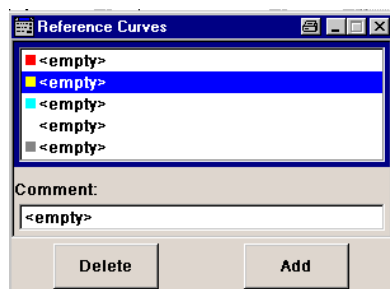 Reference Curves
<empty>
<empty>
<empty>
<empty>
<empty>
Comment:
<empty>
Delete Add